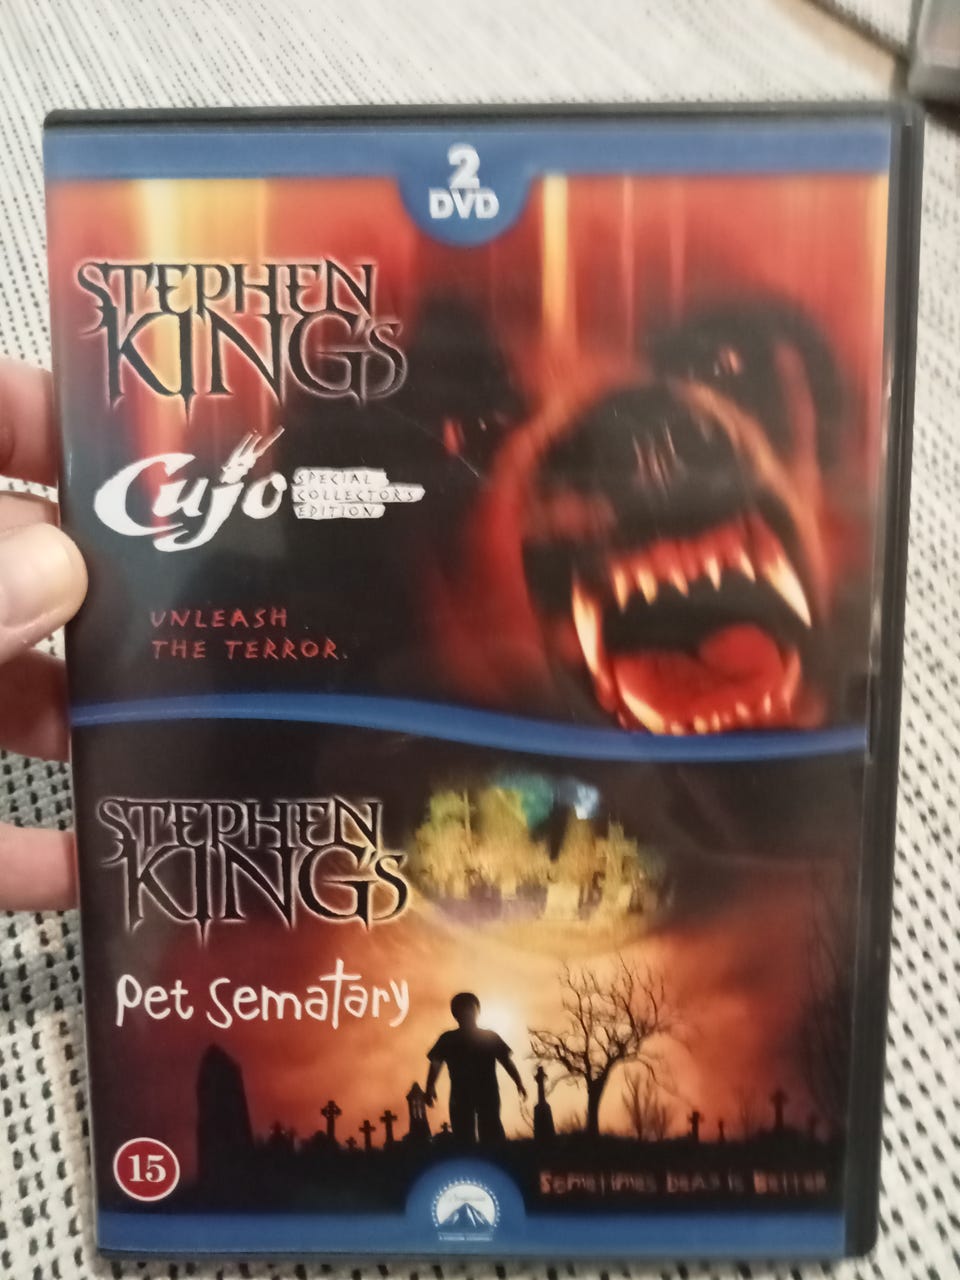 2
DVD
STEPHEN
KING'S
Cujo
SPECIAL
COLLECTOR'S
EDITION
UNLEASH
THE TERROR.
STEPHEN
KING'S
Pet Sematary
15
Sometimes dead is Better
Paramount